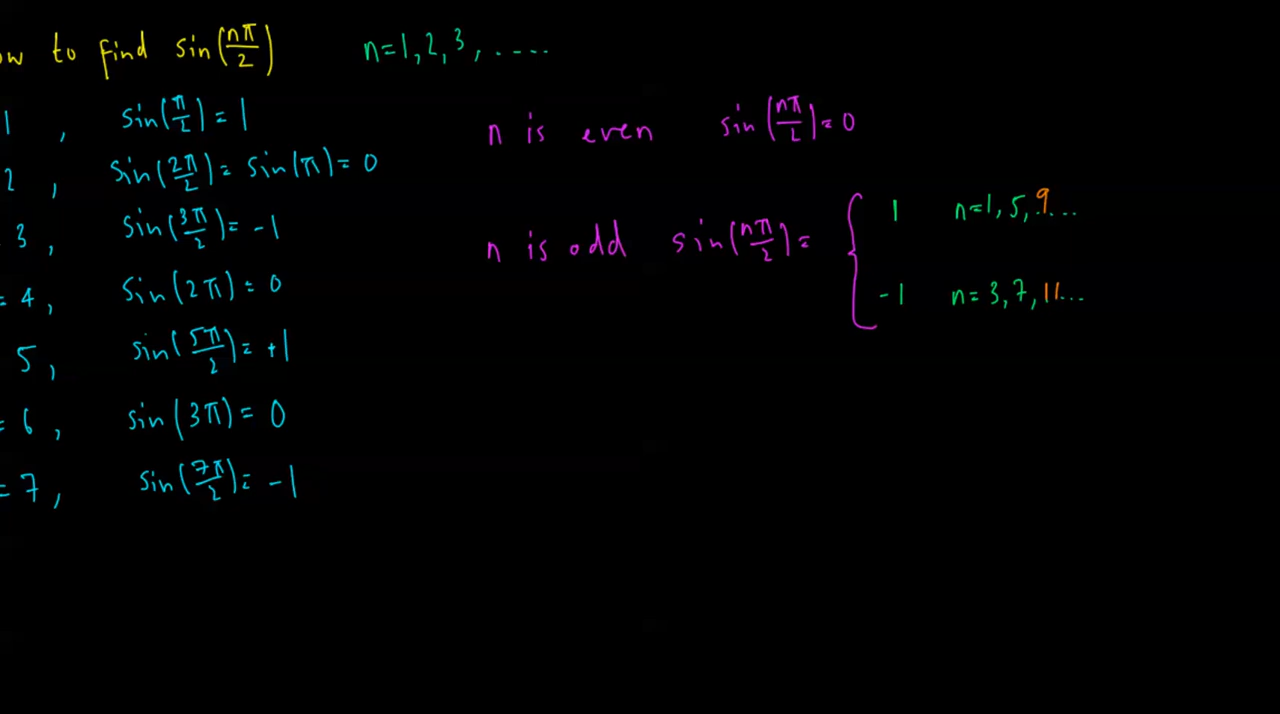 ow to find sin(nπ/2) n=1, 2, 3, .....
1 , sin(π/2) = 1
2 , sin(2π/2) = sin(π) = 0
3 , sin(3π/2) = -1
= 4 , sin(2π) = 0
5 , sin(5π/2) = +1
= 6 , sin(3π) = 0
= 7 , sin(7π/2) = -1
n is even sin(nπ/2) = 0
n is odd sin(nπ/2) = {
1 n=1, 5, 9...
-1 n= 3, 7, 11...